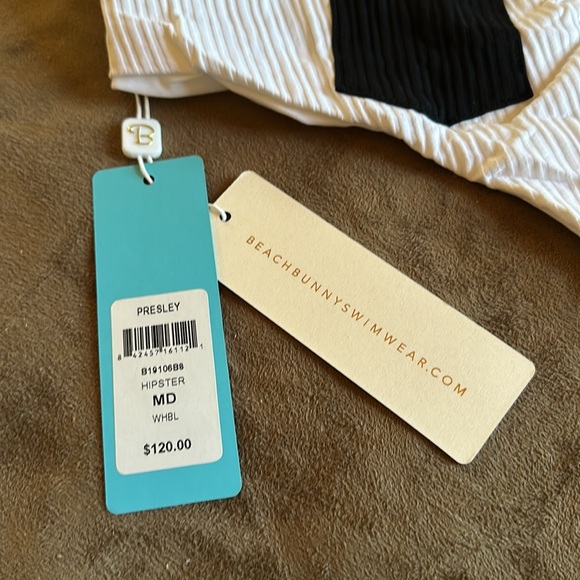 B
PRESLEY
8 42457 16112 1
B19106B8
HIPSTER
MD
WHBL
$120.00
BEACHBUNNYSWIMWEAR.COM